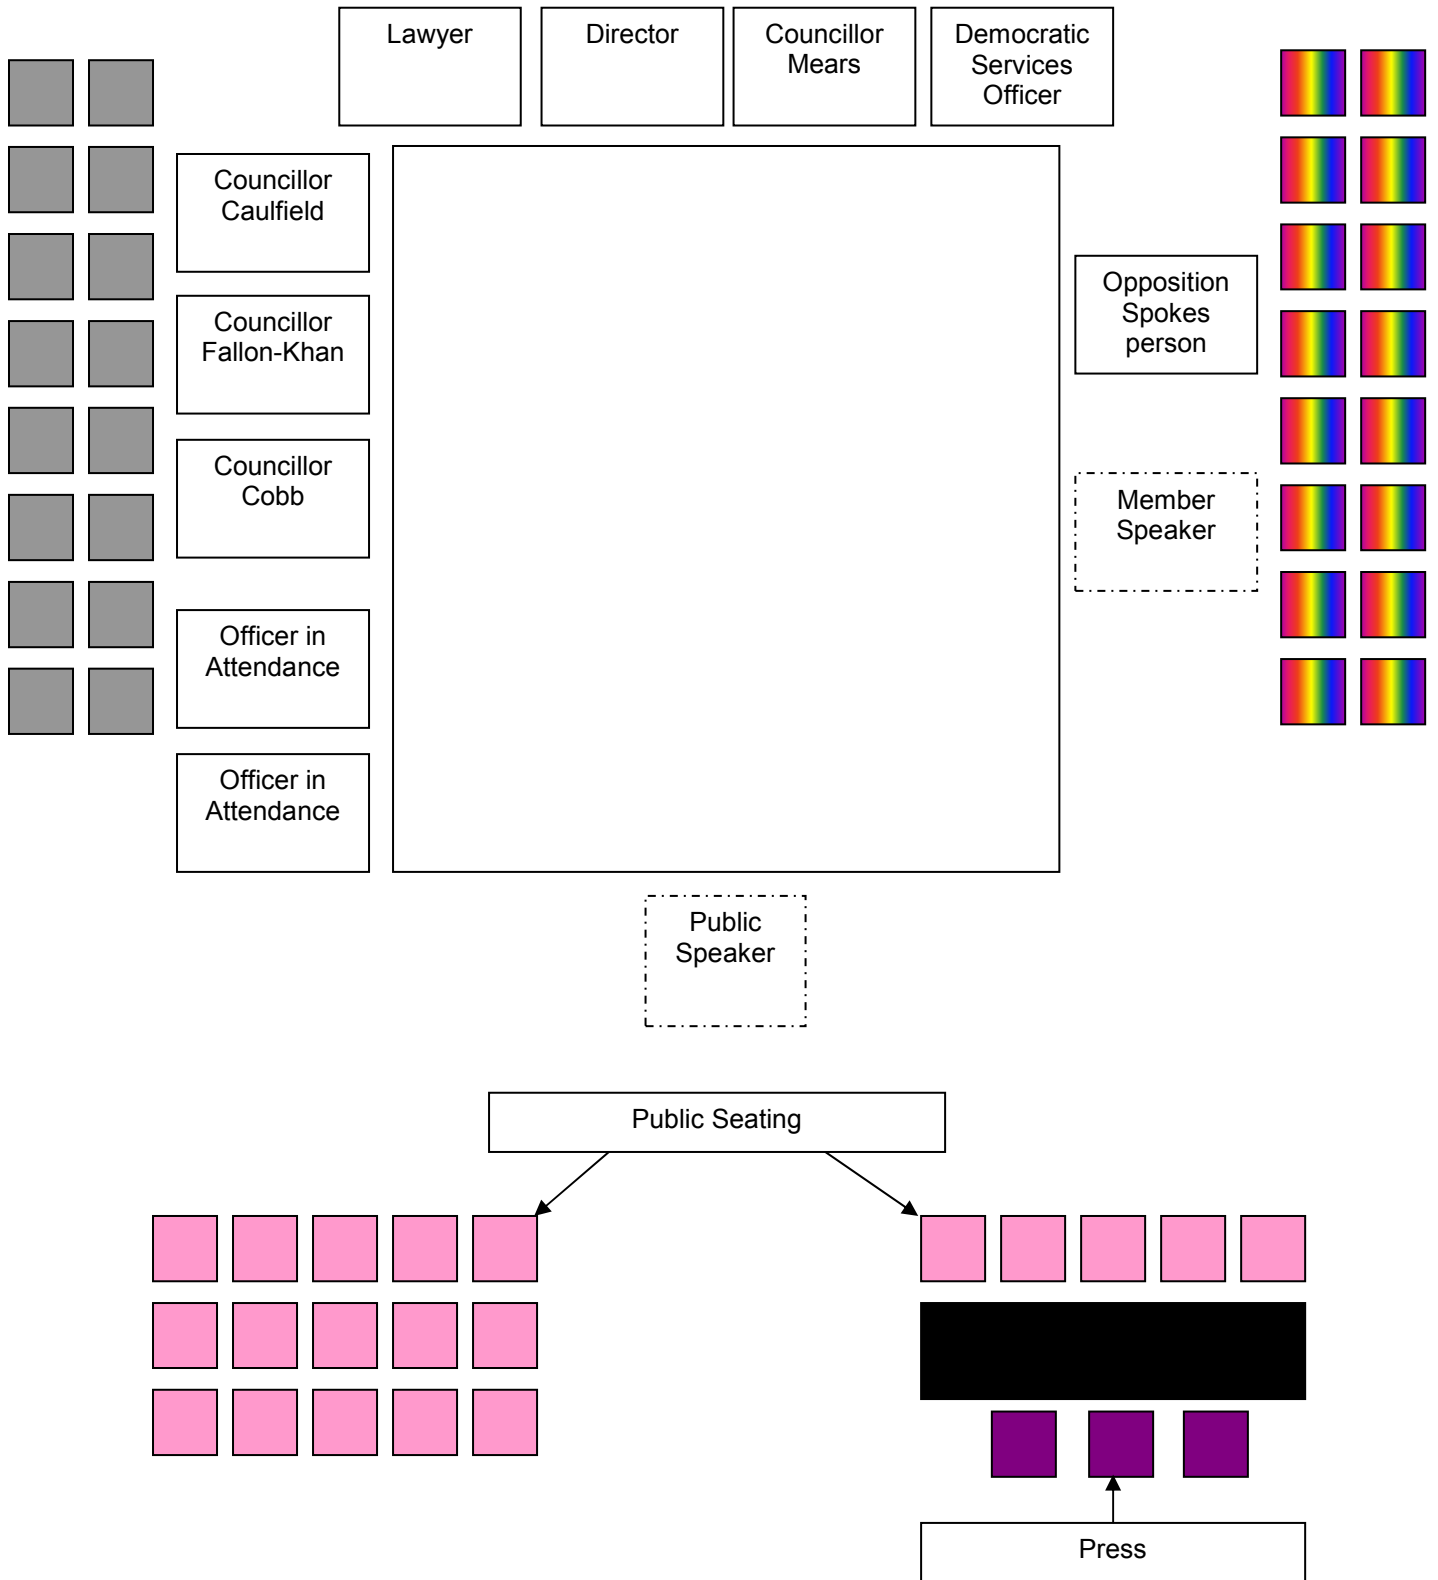 Lawyer
Director
Councillor
Mears
Democratic
Services
Officer
Councillor
Caulfield
Councillor
Fallon-Khan
Councillor
Cobb
Officer in
Attendance
Officer in
Attendance
Opposition
Spokes
person
Member
Speaker
Public
Speaker
Public Seating
Press